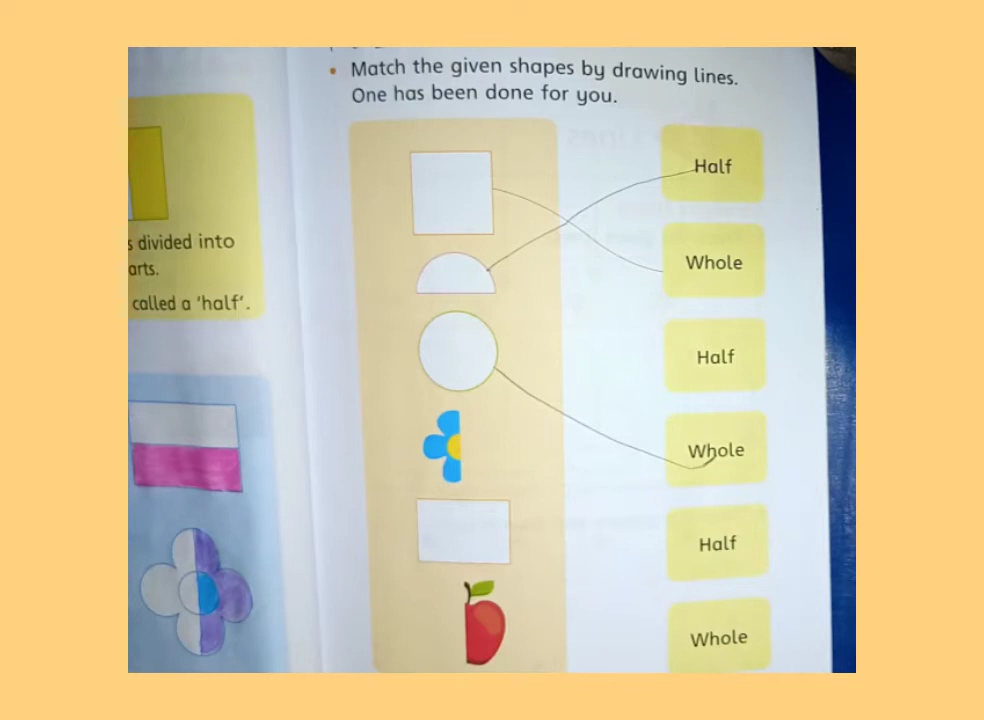 Match the given shapes by drawing lines.
One has been done for you.
s divided into
arts.
called a 'half'.
Half
Whole
Half
Whole
Half
Whole